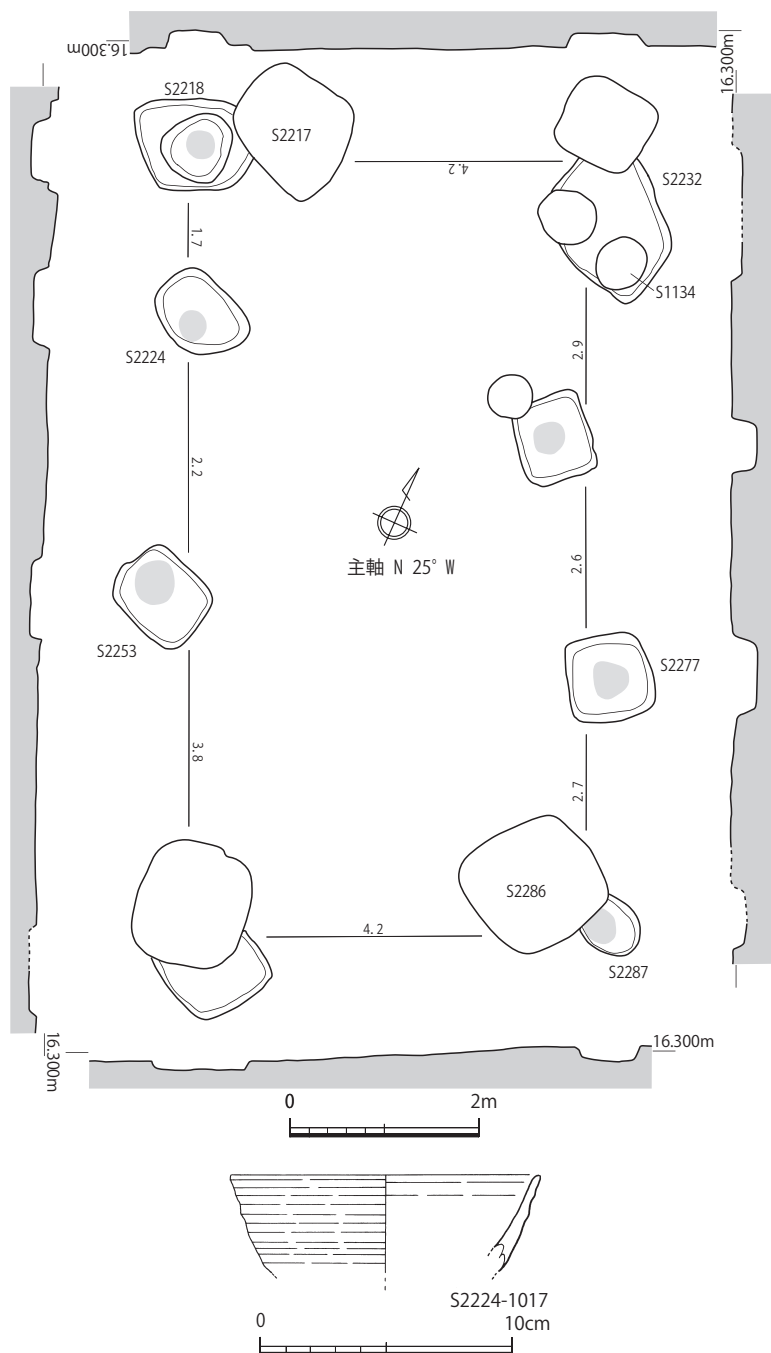 16.300m
16.300m
S2218
S2217
4.2
S2232
1.7
S1134
S2224
2.9
2.2
主軸 N 25° W
2.6
S2253
S2277
3.8
2.7
S2286
4.2
S2287
16.300m
16.300m
0 2m
S2224-1017
0 10cm